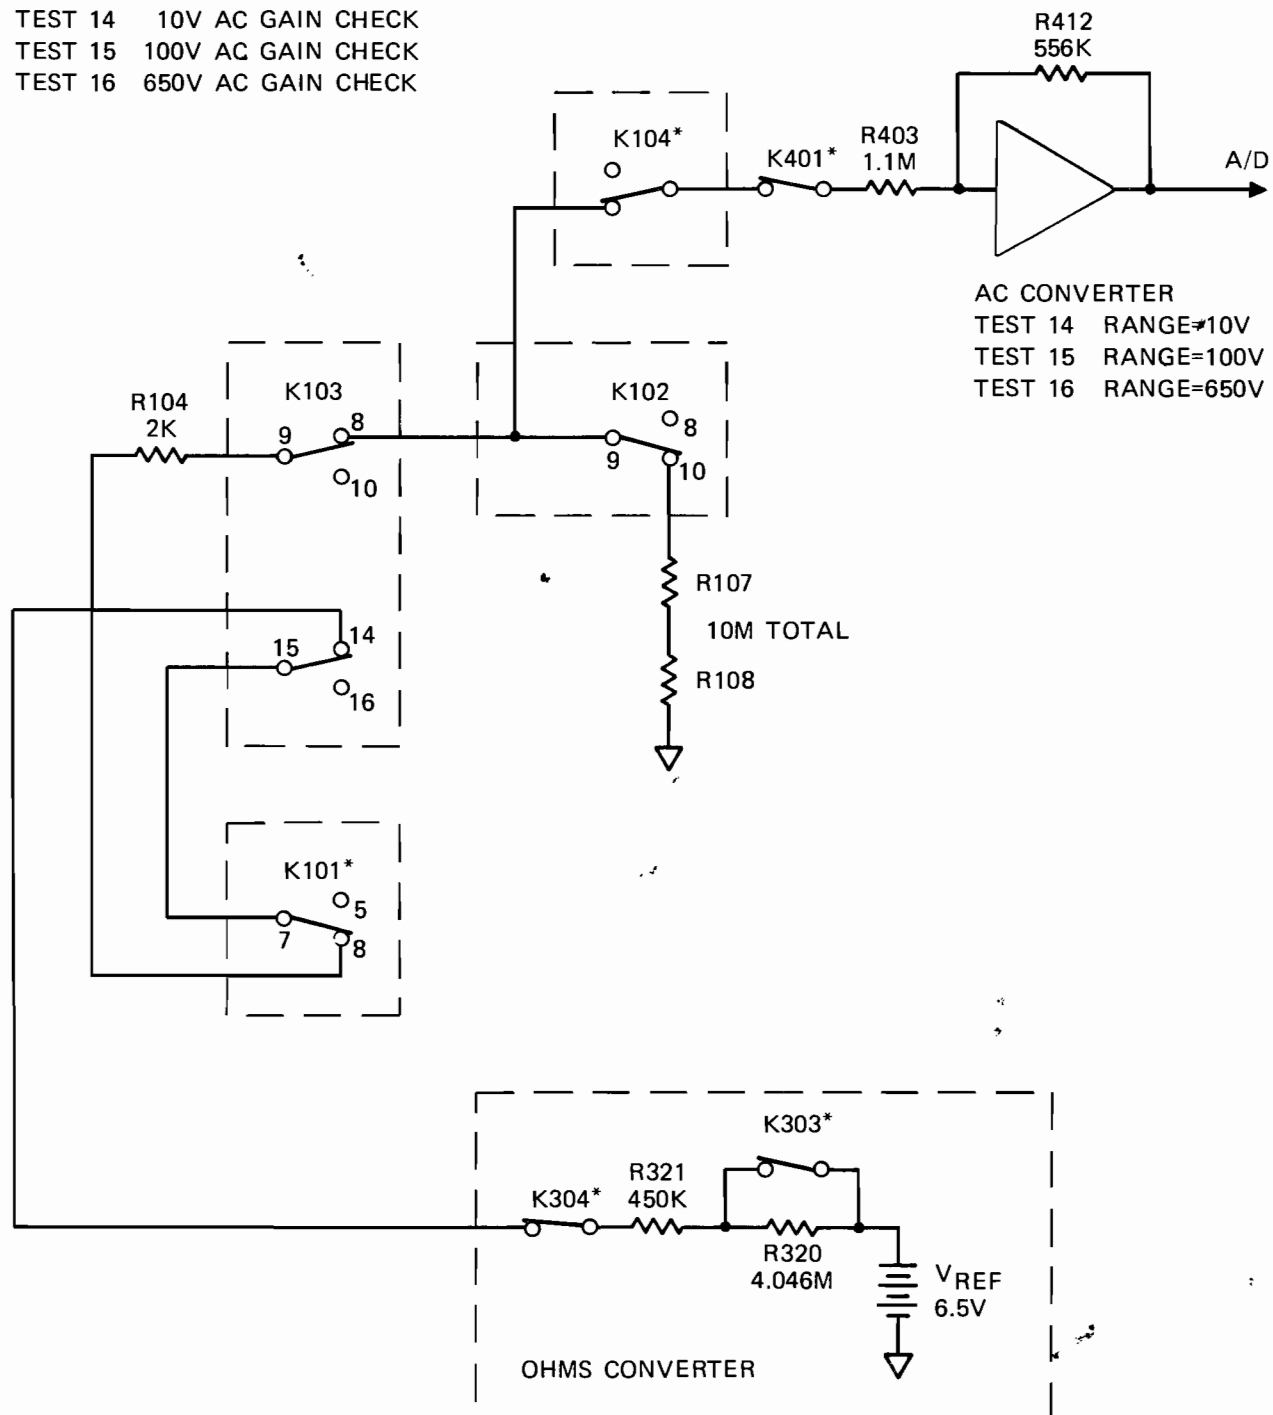 TEST 14 10V AC GAIN CHECK
TEST 15 100V AC GAIN CHECK
TEST 16 650V AC GAIN CHECK
R412
556K
K104*
K401*
R403
1.1M
A/D
AC CONVERTER
TEST 14 RANGE=10V
TEST 15 RANGE=100V
TEST 16 RANGE=650V
R104
2K
K103
9
8
10
K102
8
9
10
R107
10M TOTAL
R108
15
14
16
K101*
5
7
8
K303*
K304*
R321
450K
R320
4.046M
VREF
6.5V
OHMS CONVERTER